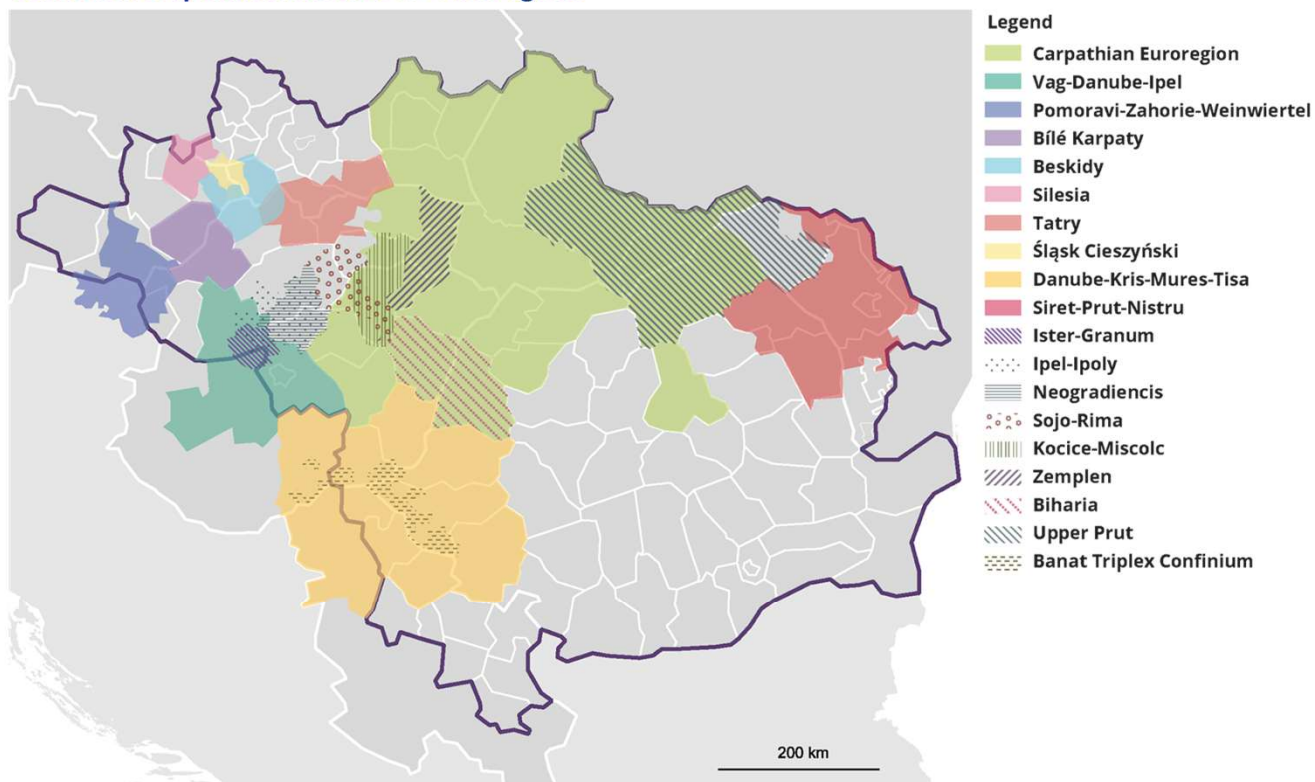 Legend
Carpathian Euroregion
Vag-Danube-Ipel
Pomoravi-Zahorie-Weinwiertel
Bílé Karpaty
Beskidy
Silesia
Tatry
Śląsk Cieszyński
Danube-Kris-Mures-Tisa
Siret-Prut-Nistru
Ister-Granum
Ipel-Ipoly
Neogradiencis
Sojo-Rima
Kocice-Miscolc
Zemplen
Biharia
Upper Prut
Banat Triplex Confinium
200 km